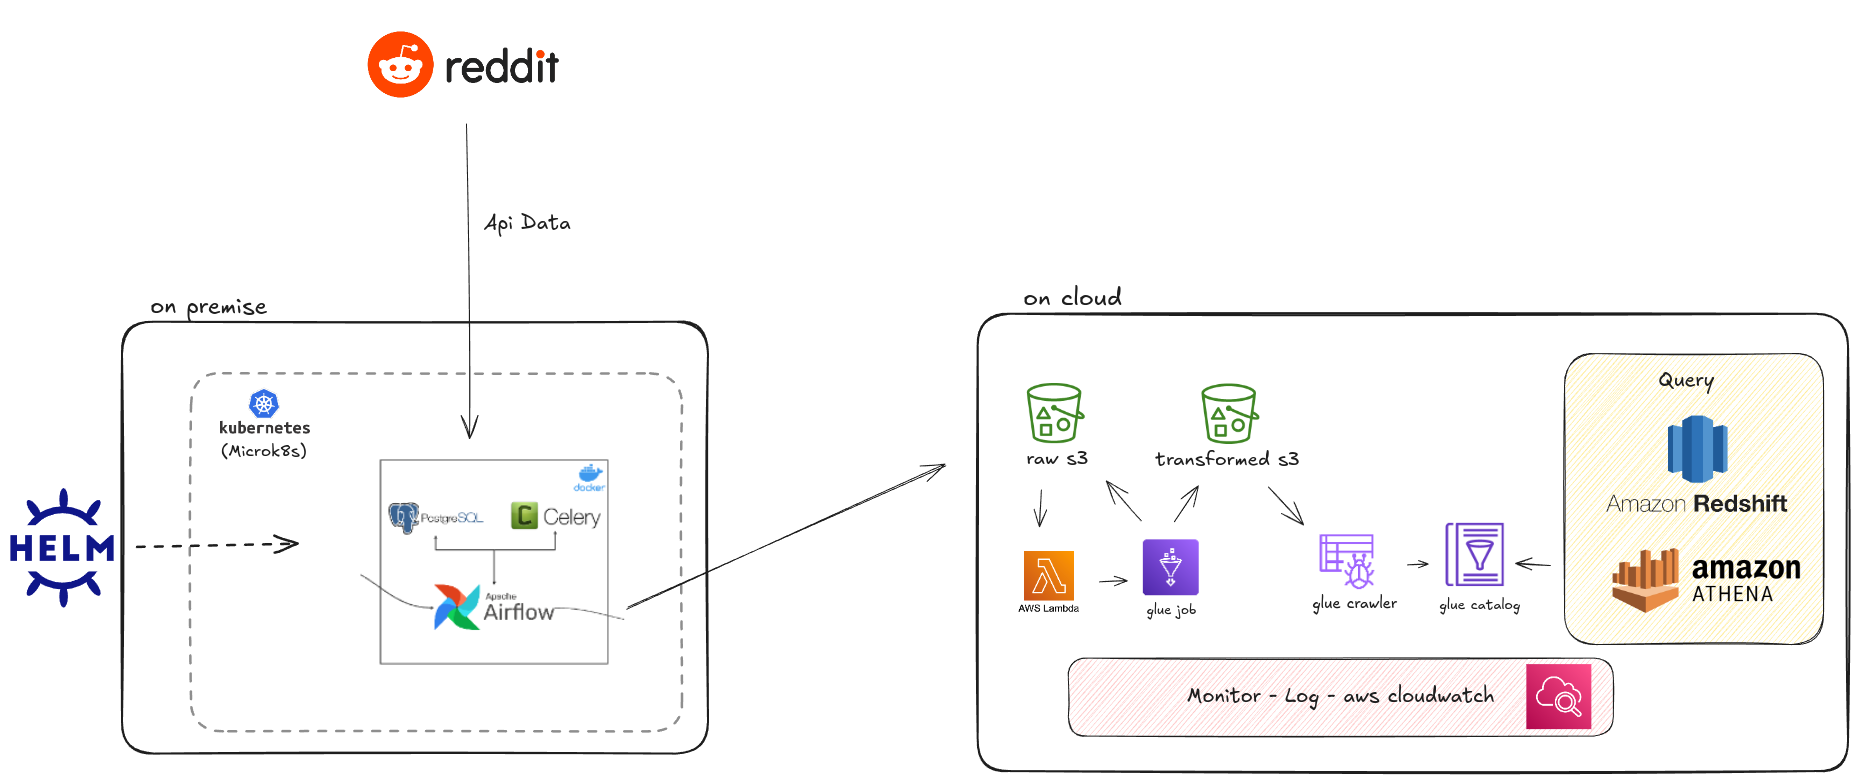 reddit
Api Data
on premise
on cloud
kubernetes
(Microk8s)
docker
PostgreSQL
C Celery
HELM
Apache
Airflow
raw s3
transformed s3
AWS Lambda
glue job
glue crawler
glue catalog
Query
Amazon Redshift
amazon
ATHENA
Monitor - Log - aws cloudwatch